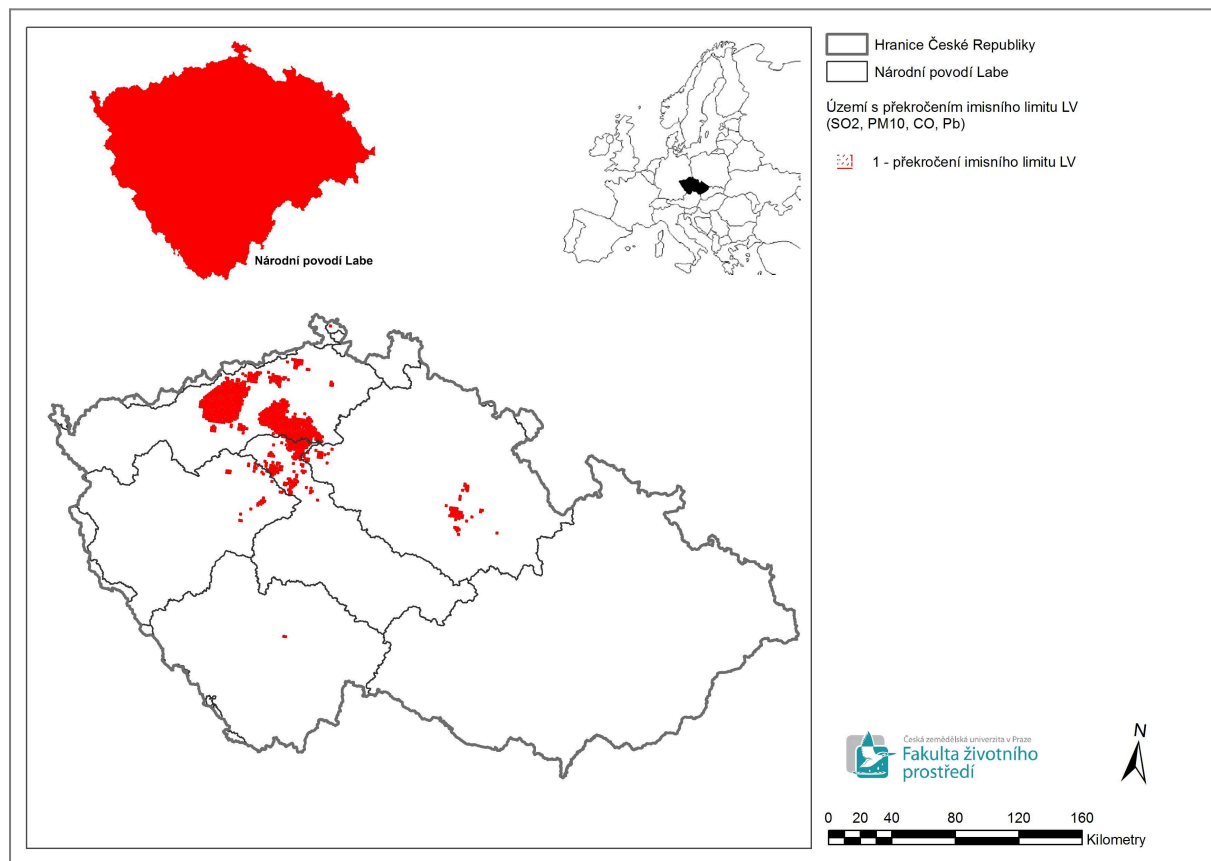 Národní povodí Labe
Hranice České Republiky
Národní povodí Labe
Území s překročením imisního limitu LV
(SO2, PM10, CO, Pb)
1 - překročení imisního limitu LV
Česká zemědělská univerzita v Praze
Fakulta životního
prostředí
N
0 20 40 80 120 160
Kilometry